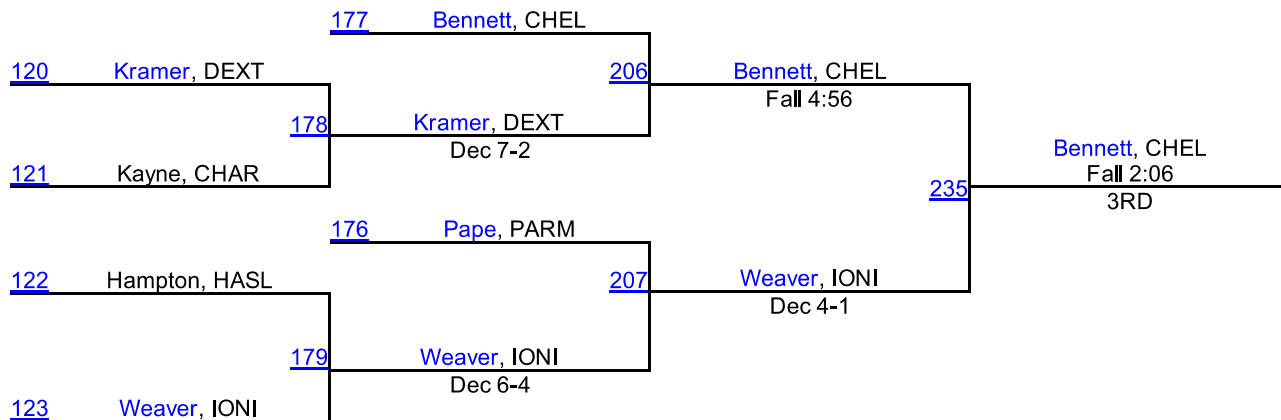 177 Bennett, CHEL
120 Kramer, DEXT
206 Bennett, CHEL
Fall 4:56
178 Kramer, DEXT
Dec 7-2
121 Kayne, CHAR
Bennett, CHEL
Fall 2:06
235
3RD
176 Pape, PARM
122 Hampton, HASL
207 Weaver, IONI
Dec 4-1
179 Weaver, IONI
Dec 6-4
123 Weaver, IONI